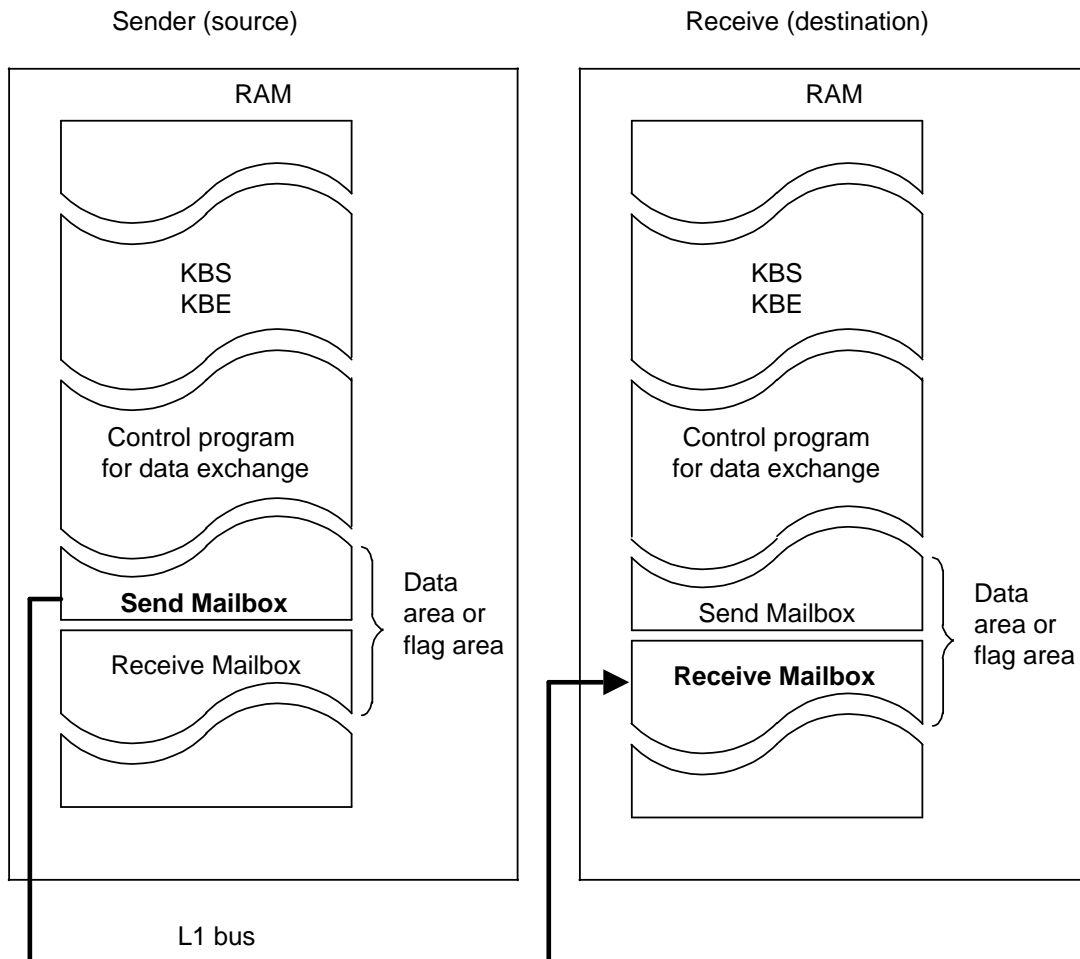 Sender (source)
RAM
KBS
KBE
Control program
for data exchange
Send Mailbox
Receive Mailbox
Data
area or
flag area
L1 bus
Receive (destination)
RAM
KBS
KBE
Control program
for data exchange
Send Mailbox
Receive Mailbox
Data
area or
flag area